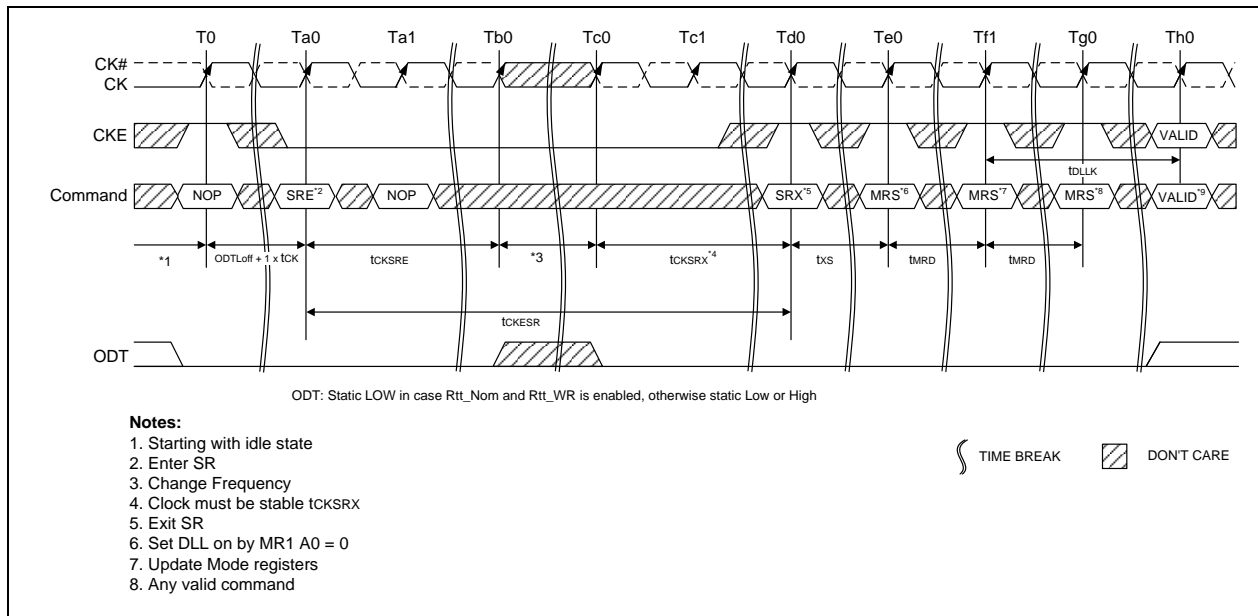 T0 Ta0 Ta1 Tb0 Tc0 Tc1 Td0 Te0 Tf1 Tg0 Th0
CK#
CK
CKE
VALID
tDLLK
Command
NOP SRE*2 NOP SRX*5 MRS*6 MRS*7 MRS*8 VALID*9
*1 ODTLoff + 1 x tCK tCKSRE *3 tCKSRX*4 tXS tMRD tMRD
tCKESR
ODT
ODT: Static LOW in case Rtt_Nom and Rtt_WR is enabled, otherwise static Low or High
Notes:
1. Starting with idle state
2. Enter SR
3. Change Frequency
4. Clock must be stable tCKSRX
5. Exit SR
6. Set DLL on by MR1 A0 = 0
7. Update Mode registers
8. Any valid command
TIME BREAK
DON'T CARE